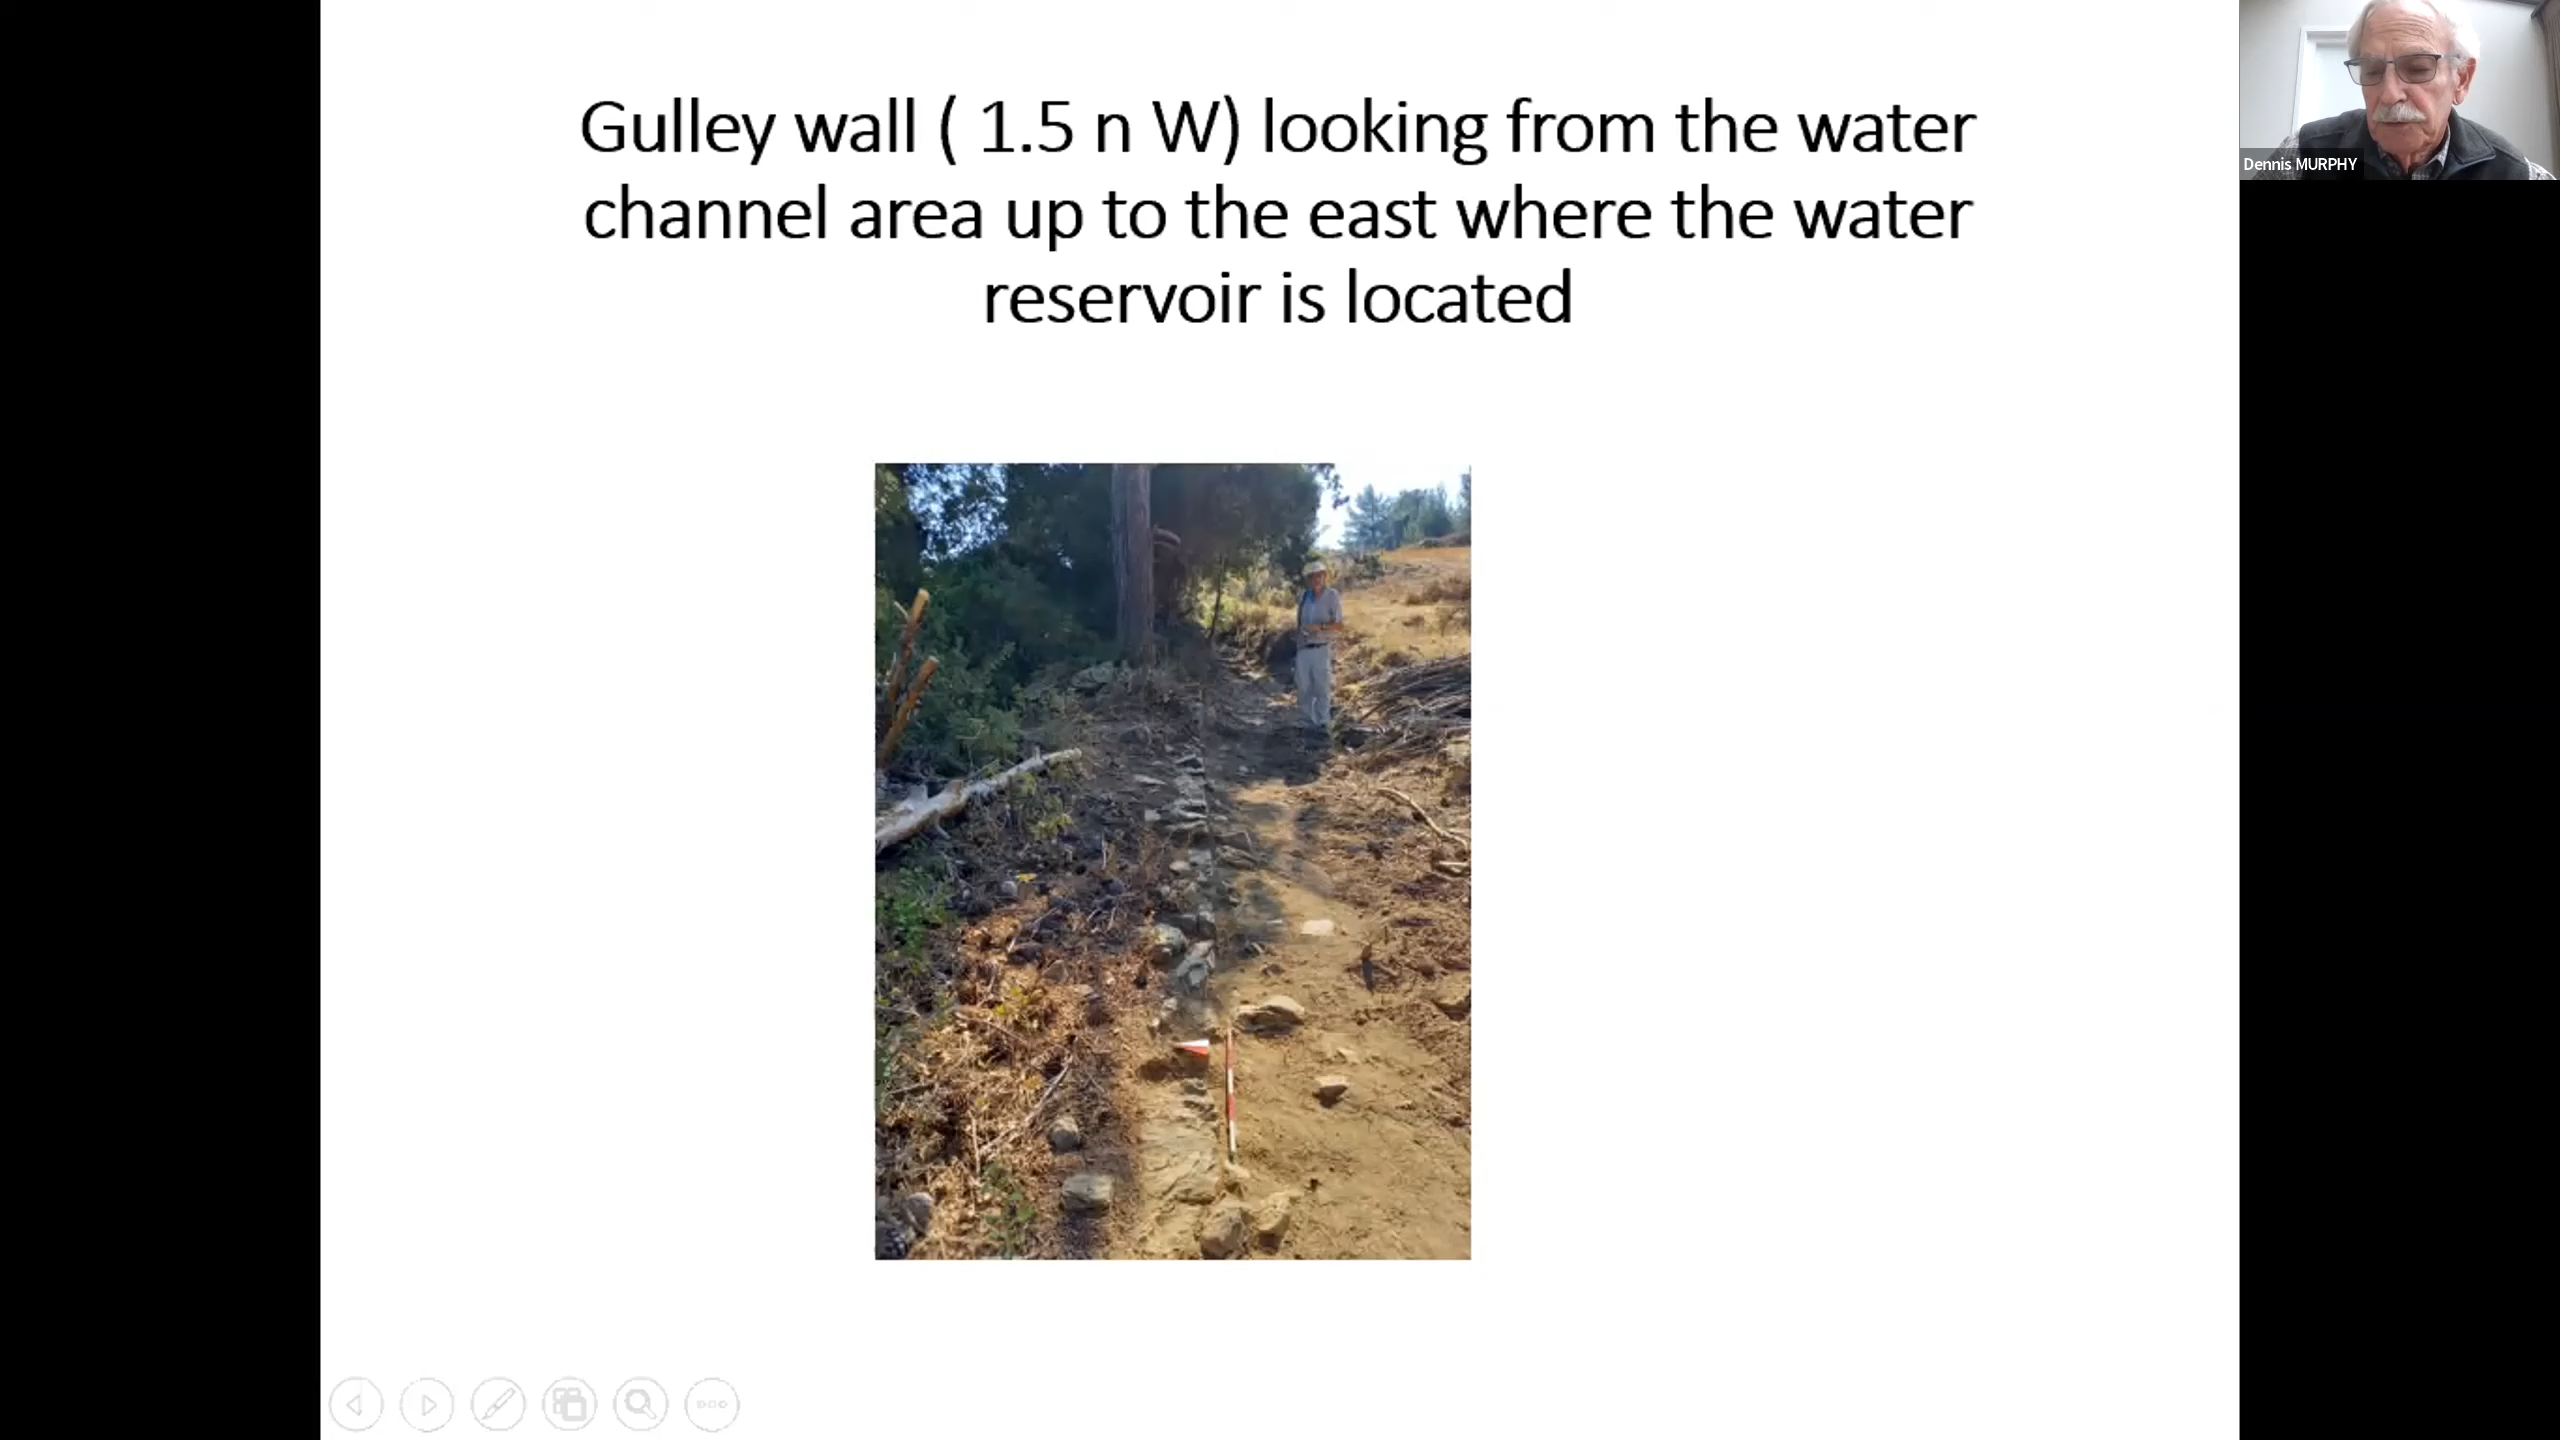 Gulley wall ( 1.5 n W) looking from the water
channel area up to the east where the water
reservoir is located
Dennis MURPHY